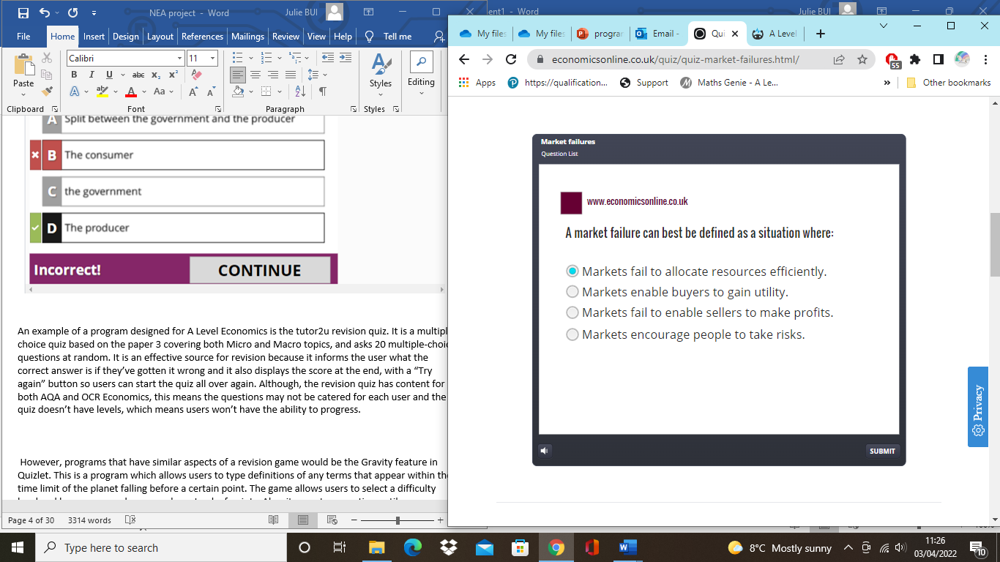 NEA project - Word
Julie BUI
File Home Insert Design Layout References Mailings Review View Help Tell me
Calibri
11
Paste
B I U abc x₂ x²
A ab A Aa A A
Styles
Editing
Clipboard
Font
Paragraph
Styles
A Split between the government and the producer
B The consumer
C the government
D The producer
Incorrect!
CONTINUE
An example of a program designed for A Level Economics is the tutor2u revision quiz. It is a multipl
choice quiz based on the paper 3 covering both Micro and Macro topics, and asks 20 multiple-choi
questions at random. It is an effective source for revision because it informs the user what the
correct answer is if they've gotten it wrong and it also displays the score at the end, with a “Try
again” button so users can start the quiz all over again. Although, the revision quiz has content for
both AQA and OCR Economics, this means the questions may not be catered for each user and the
quiz doesn't have levels, which means users won't have the ability to progress.
However, programs that have similar aspects of a revision game would be the Gravity feature in
Quizlet. This is a program which allows users to type definitions of any terms that appear within th
time limit of the planet falling before a certain point. The game allows users to select a difficulty
Page 4 of 30
3314 words
ent1 - Word
Julie BUI
My files
My files
prograr
Email -
Qui
A Level
economicsonline.co.uk/quiz/quiz-market-failures.html/
55
Apps
https://qualification...
Support
Maths Genie - A Le...
»
Other bookmarks
Market failures
Question List
www.economicsonline.co.uk
A market failure can best be defined as a situation where:
Markets fail to allocate resources efficiently.
Markets enable buyers to gain utility.
Markets fail to enable sellers to make profits.
Markets encourage people to take risks.
SUBMIT
Privacy
Type here to search
8°C Mostly sunny
11:26
03/04/2022
10